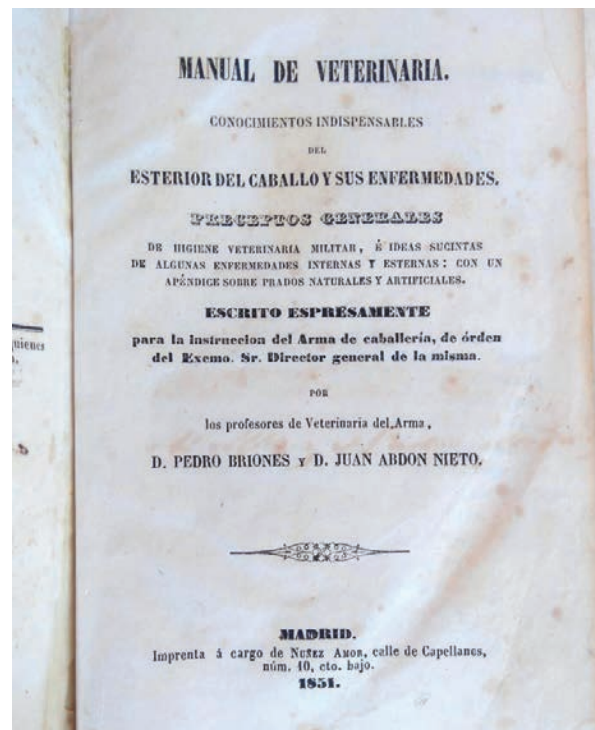 MANUAL DE VETERINARIA.
CONOCIMIENTOS INDISPENSABLES
DEL
ESTERIOR DEL CABALLO Y SUS ENFERMEDADES.
PRECEPTOS GENERALES
DE HIGIENE VETERINARIA MILITAR, É IDEAS SUCINTAS
DE ALGUNAS ENFERMEDADES INTERNAS Y ESTERNAS: CON UN
APÉNDICE SOBRE PRADOS NATURALES Y ARTIFICIALES.
ESCRITO ESPRESAMENTE
para la instruccion del Arma de caballería, de órden
del Excmo. Sr. Director general de la misma.
POR
los profesores de Veterinaria del Arma,
D. PEDRO BRIONES Y D. JUAN ABDON NIETO.
MADRID.
Imprenta á cargo de NUÑEZ AMOR, calle de Capellanes,
núm. 10, cto. bajo.
1851.